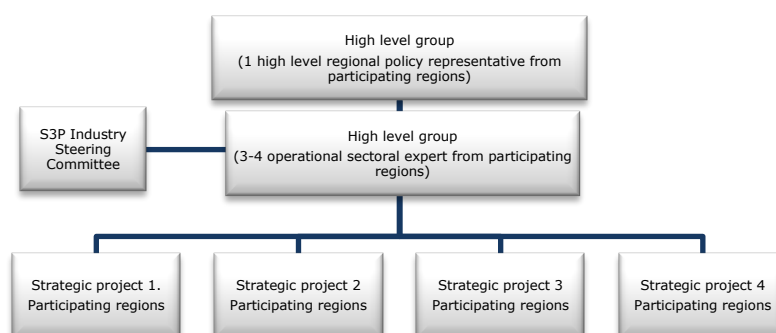 High level group
(1 high level regional policy representative from
participating regions)
S3P Industry
Steering
Committee
High level group
(3-4 operational sectoral expert from participating
regions)
Strategic project 1.
Participating regions
Strategic project 2
Participating regions
Strategic project 3
Participating regions
Strategic project 4
Participating regions